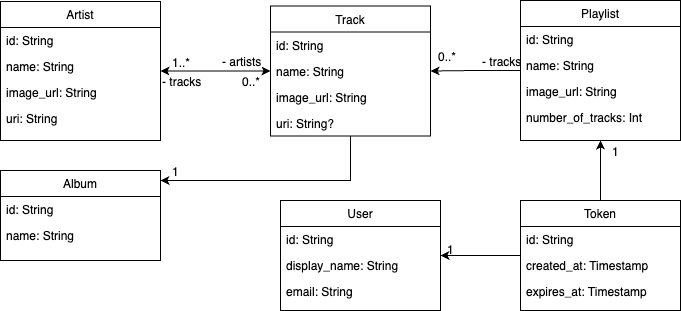 Artist
id: String
name: String
image_url: String
uri: String
1..*
- tracks
- artists
0..*
Track
id: String
name: String
image_url: String
uri: String?
0..*
- tracks
Playlist
id: String
name: String
image_url: String
number_of_tracks: Int
1
Album
id: String
name: String
User
id: String
display_name: String
email: String
1
1
Token
id: String
created_at: Timestamp
expires_at: Timestamp